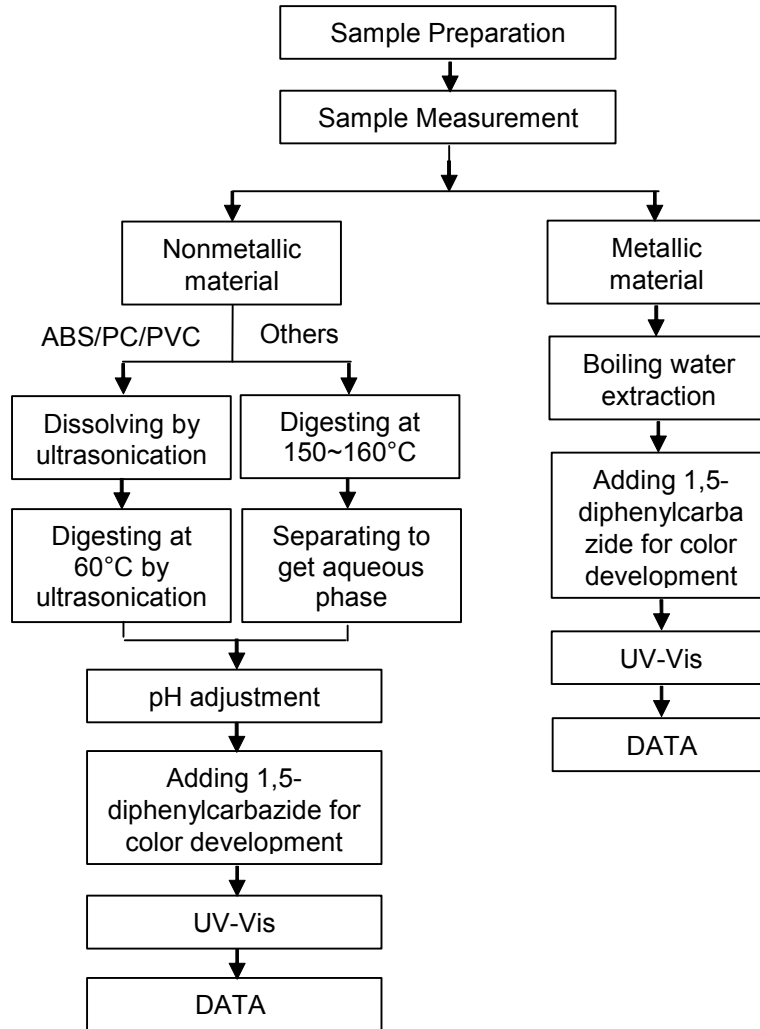 Sample Preparation
Sample Measurement
Nonmetallic
material
Metallic
material
ABS/PC/PVC
Others
Dissolving by
ultrasonication
Digesting at
150~160°C
Boiling water
extraction
Digesting at
60°C by
ultrasonication
Separating to
get aqueous
phase
Adding 1,5-
diphenylcarba
zide for color
development
pH adjustment
UV-Vis
DATA
Adding 1,5-
diphenylcarbazide for
color development
UV-Vis
DATA